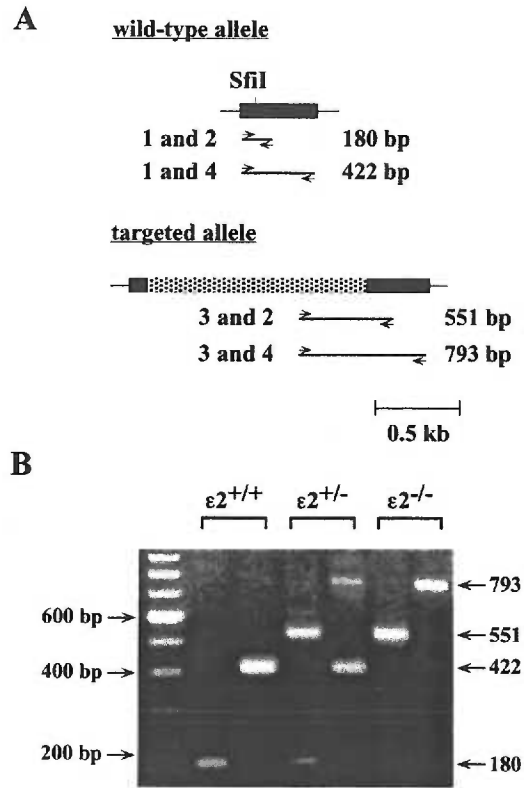 A
wild-type allele
SfiI
1 and 2 180 bp
1 and 4 422 bp
targeted allele
3 and 2 551 bp
3 and 4 793 bp
0.5 kb
B
ε2+/+ ε2+/- ε2-/-
793
600 bp
551
400 bp
422
200 bp
180